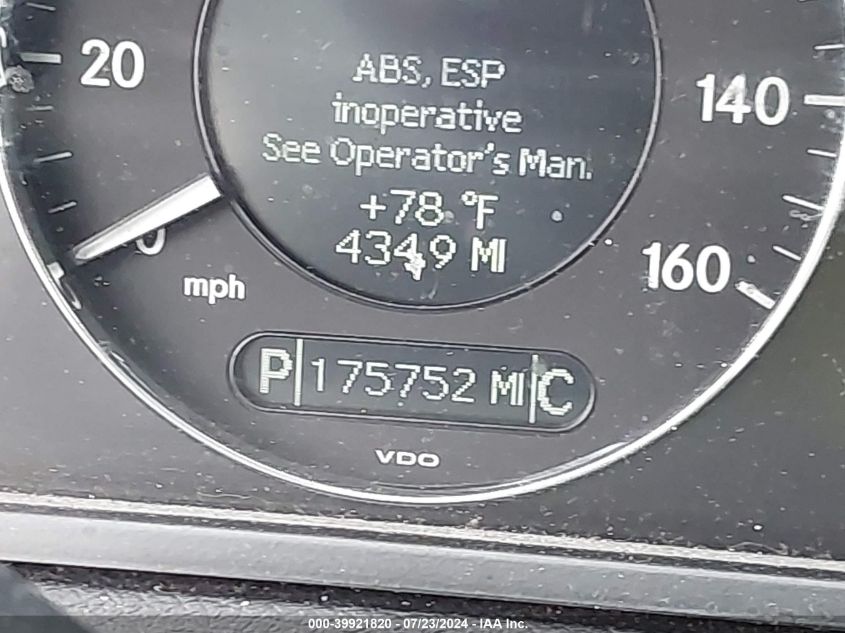 20
140
ABS, ESP
inoperative
See Operator's Man.
+78 °F
4349 MI
0
mph
160
P 175752 MI C
VDO
000-39921820 - 07/23/2024 - IAA Inc.